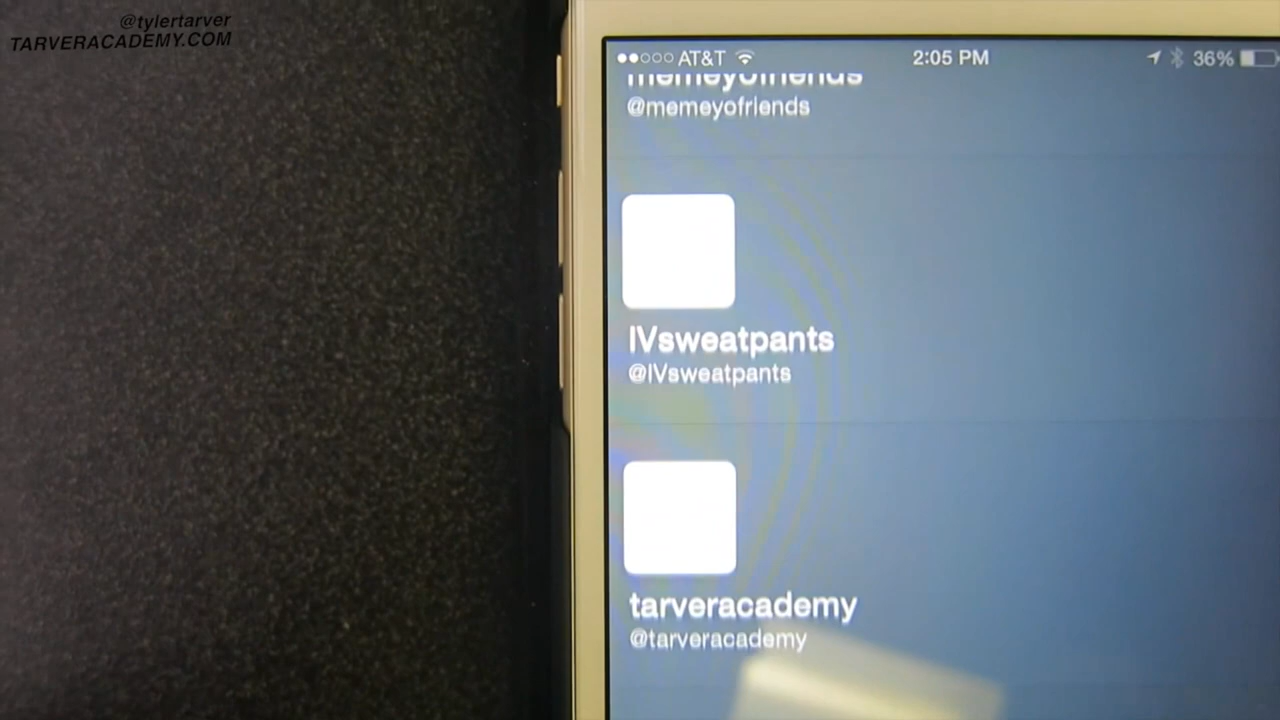 @tylertarver
TARVERACADEMY.COM
AT&T 2:05 PM 36%
memeyofriends
@memeyofriends
IVsweatpants
@IVsweatpants
tarveracademy
@tarveracademy